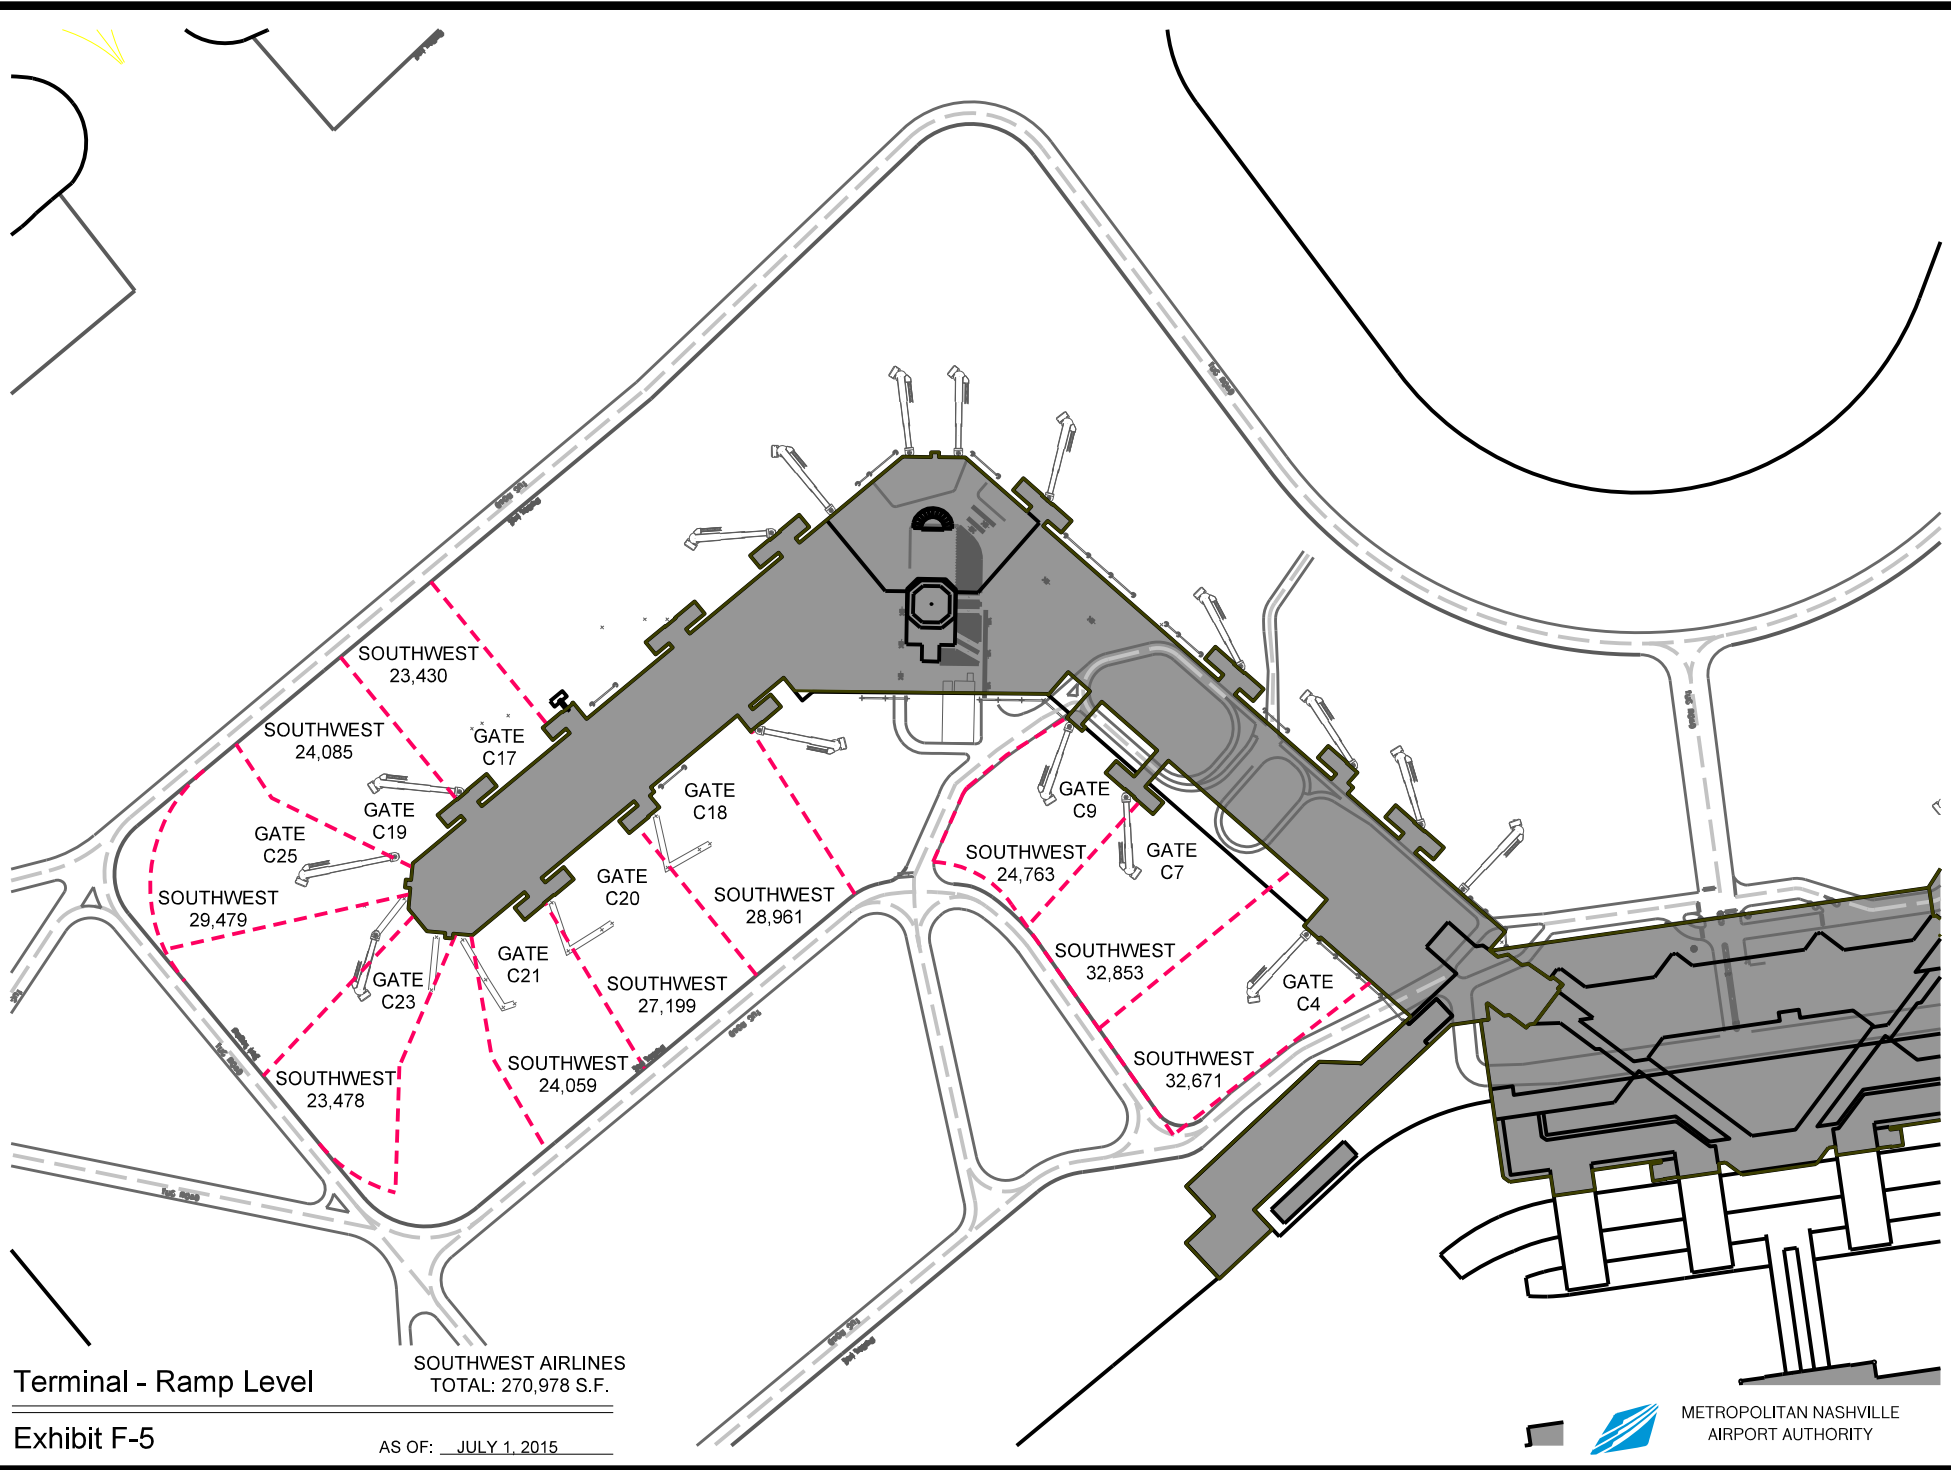 SOUTHWEST
23,430
SOUTHWEST
24,085
GATE
C17
GATE
C19
GATE
C25
SOUTHWEST
29,479
GATE
C18
GATE
C20
SOUTHWEST
28,961
GATE
C21
GATE
C23
SOUTHWEST
27,199
SOUTHWEST
24,059
SOUTHWEST
23,478
GATE
C9
GATE
C7
SOUTHWEST
24,763
SOUTHWEST
32,853
GATE
C4
SOUTHWEST
32,671
Terminal - Ramp Level
SOUTHWEST AIRLINES
TOTAL: 270,978 S.F.
Exhibit F-5
AS OF: JULY 1, 2015
METROPOLITAN NASHVILLE
AIRPORT AUTHORITY